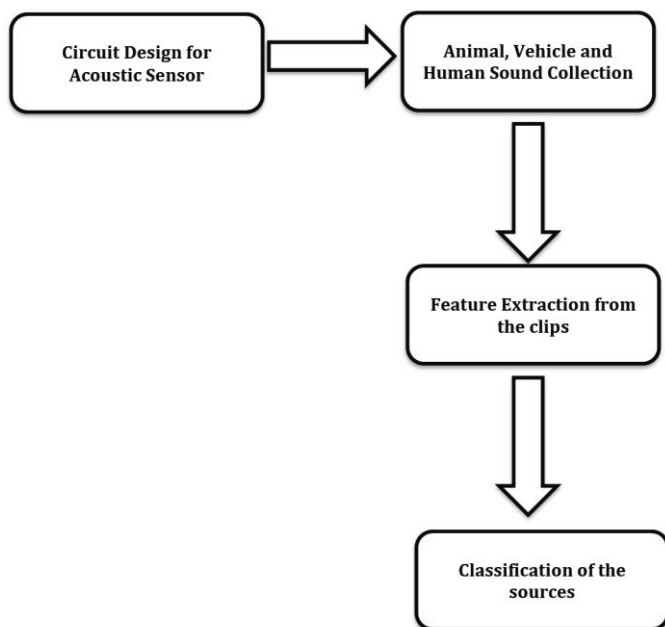 Circuit Design for
Acoustic Sensor
Animal, Vehicle and
Human Sound Collection
Feature Extraction from
the clips
Classification of the
sources